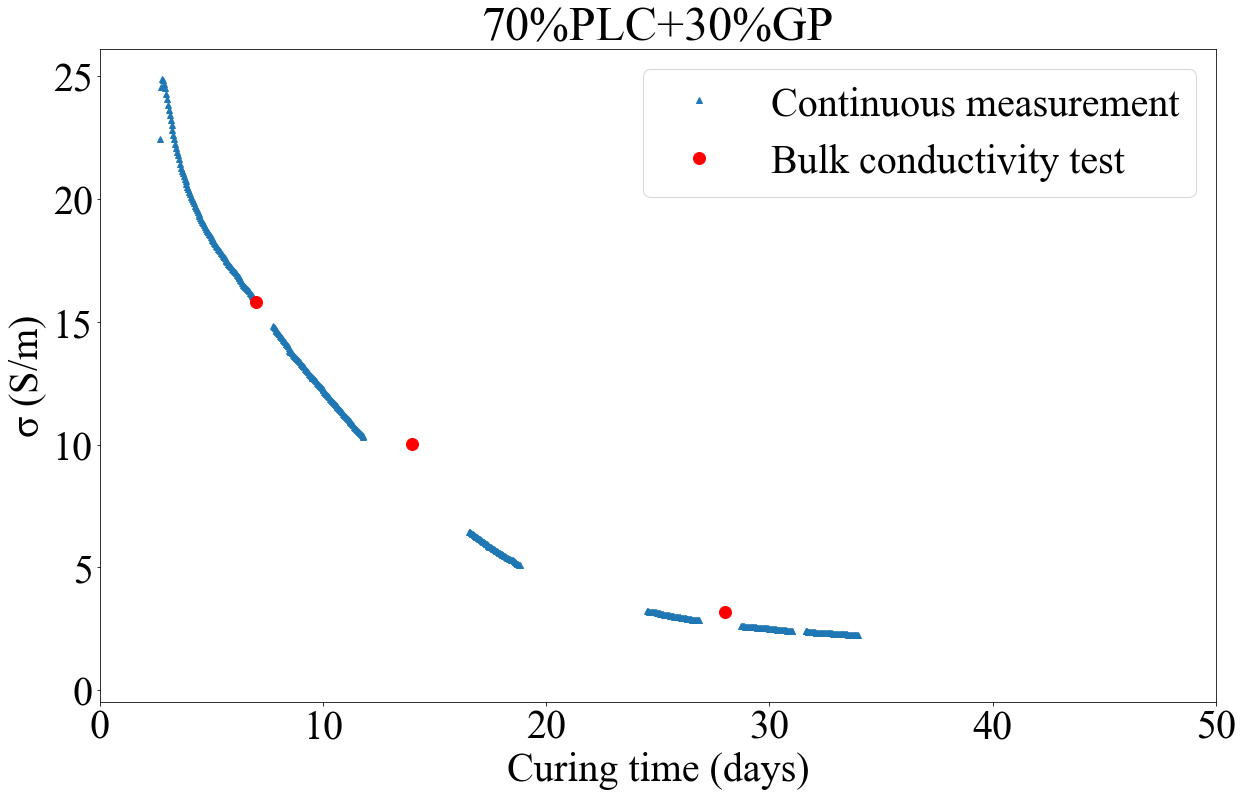 70%PLC+30%GP
25
20
15
10
5
0
σ (S/m)
Continuous measurement
Bulk conductivity test
0 10 20 30 40 50
Curing time (days)